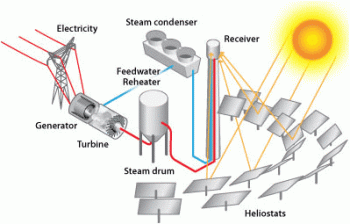 Electricity
Steam condenser
Receiver
Feedwater
Reheater
Generator
Turbine
Steam drum
Heliostats